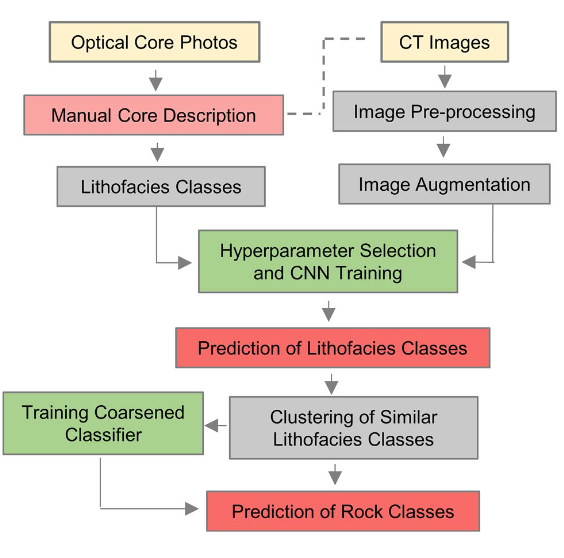 Optical Core Photos
CT Images
Manual Core Description
Image Pre-processing
Lithofacies Classes
Image Augmentation
Hyperparameter Selection
and CNN Training
Prediction of Lithofacies Classes
Training Coarsened
Classifier
Clustering of Similar
Lithofacies Classes
Prediction of Rock Classes